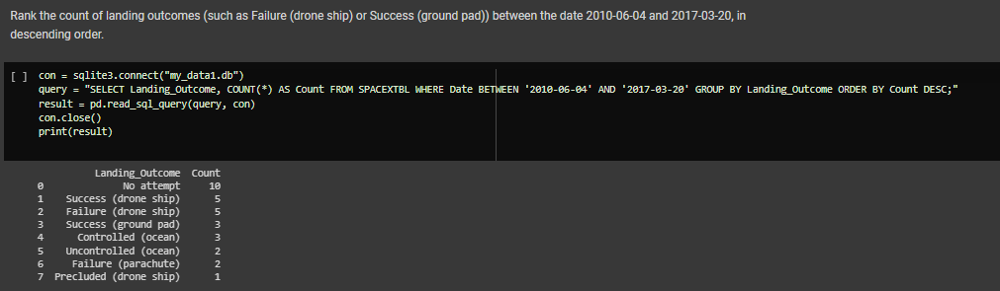 Rank the count of landing outcomes (such as Failure (drone ship) or Success (ground pad)) between the date 2010-06-04 and 2017-03-20, in
descending order.
[ ] con = sqlite3.connect("my_data1.db")
query = "SELECT Landing_Outcome, COUNT(*) AS Count FROM SPACEXTBL WHERE Date BETWEEN '2010-06-04' AND '2017-03-20' GROUP BY Landing_Outcome ORDER BY Count DESC;"
result = pd.read_sql_query(query, con)
con.close()
print(result)
Landing_Outcome Count
0 No attempt 10
1 Success (drone ship) 5
2 Failure (drone ship) 5
3 Success (ground pad) 3
4 Controlled (ocean) 3
5 Uncontrolled (ocean) 2
6 Failure (parachute) 2
7 Precluded (drone ship) 1